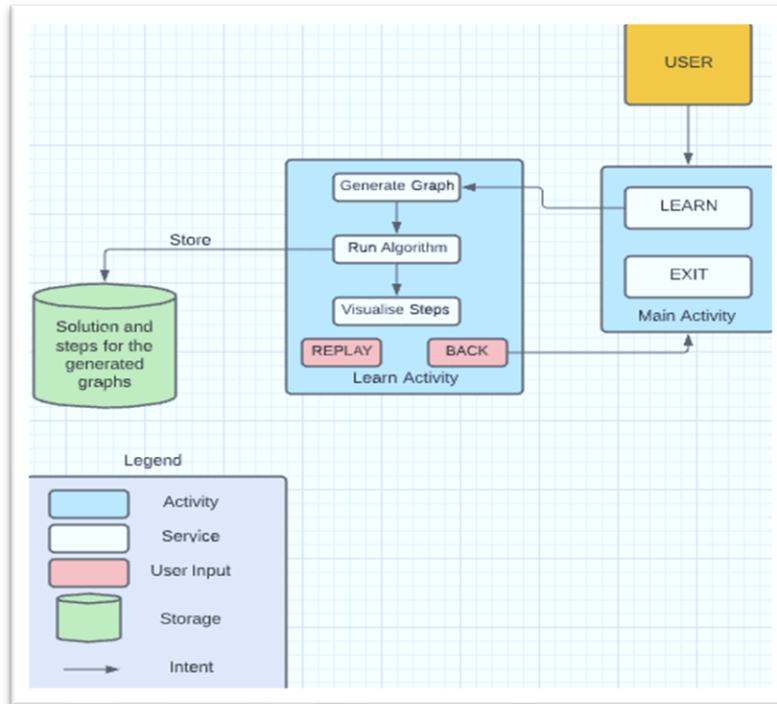 USER
Generate Graph
LEARN
Store
Run Algorithm
EXIT
Visualise Steps
Main Activity
Solution and
steps for the
generated
graphs
REPLAY
BACK
Learn Activity
Legend
Activity
Service
User Input
Storage
Intent